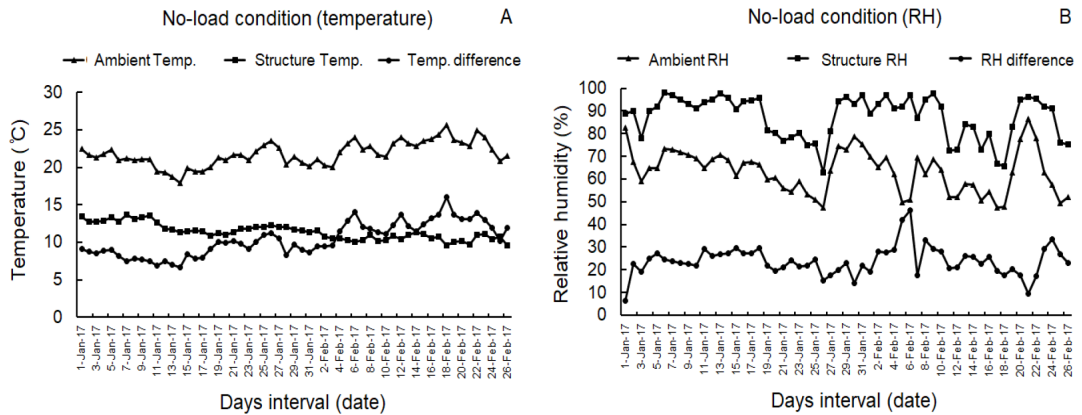 No-load condition (temperature) A
Ambient Temp. Structure Temp. Temp. difference
30
25
20
15
10
5
0
Temperature (℃)
1-Jan-17 3-Jan-17 5-Jan-17 7-Jan-17 9-Jan-17 11-Jan-17 13-Jan-17 15-Jan-17 17-Jan-17 19-Jan-17 21-Jan-17 23-Jan-17 25-Jan-17 27-Jan-17 29-Jan-17 31-Jan-17 2-Feb-17 4-Feb-17 6-Feb-17 8-Feb-17 10-Feb-17 12-Feb-17 14-Feb-17 16-Feb-17 18-Feb-17 20-Feb-17 22-Feb-17 24-Feb-17 26-Feb-17
Days interval (date)
No-load condition (RH) B
Ambient RH Structure RH RH difference
100
90
80
70
60
50
40
30
20
10
0
Relative humidity (%)
1-Jan-17 3-Jan-17 5-Jan-17 7-Jan-17 9-Jan-17 11-Jan-17 13-Jan-17 15-Jan-17 17-Jan-17 19-Jan-17 21-Jan-17 23-Jan-17 25-Jan-17 27-Jan-17 29-Jan-17 31-Jan-17 2-Feb-17 4-Feb-17 6-Feb-17 8-Feb-17 10-Feb-17 12-Feb-17 14-Feb-17 16-Feb-17 18-Feb-17 20-Feb-17 22-Feb-17 24-Feb-17 26-Feb-17
Days interval (date)